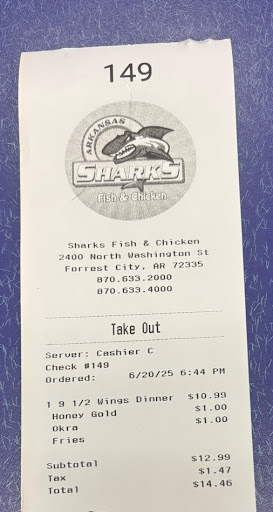 149
ARKANSAS
SHARKS
Fish & Chicken
Sharks Fish & Chicken
2400 North Washington St
Forrest City, AR 72335
870.633.2000
870.633.4000
Take Out
Server: Cashier C
Check #149
Ordered: 6/20/25 6:44 PM
1 9 1/2 Wings Dinner $10.99
Honey Gold $1.00
Okra $1.00
Fries
Subtotal $12.99
Tax $1.47
Total $14.46